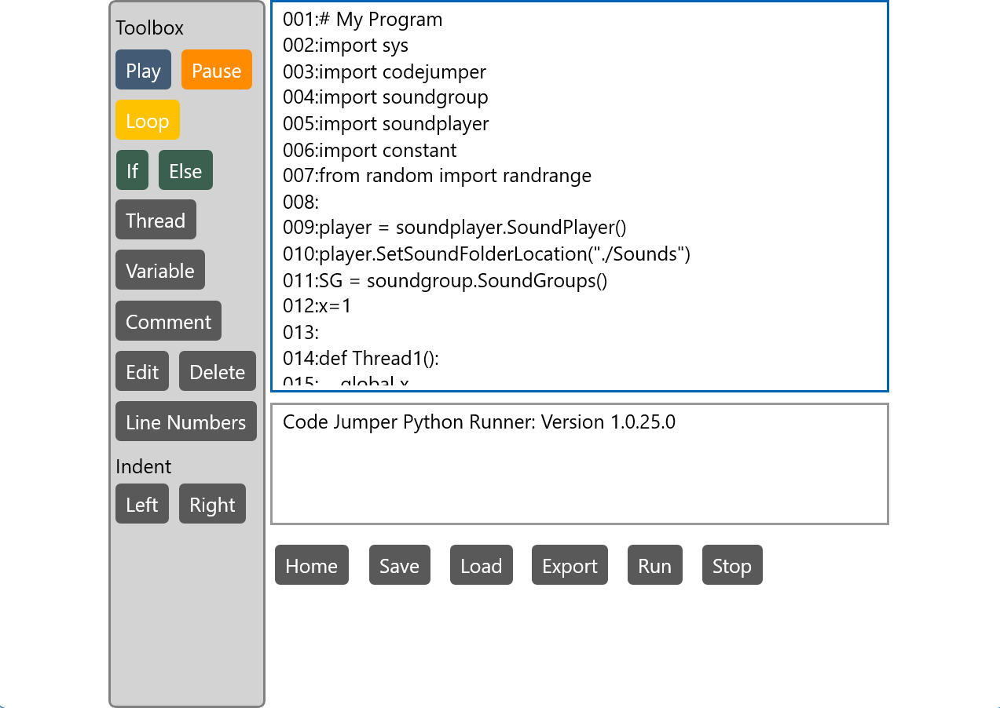 Toolbox
Play Pause
Loop
If Else
Thread
Variable
Comment
Edit Delete
Line Numbers
Indent
Left Right
001:# My Program
002:import sys
003:import codejumper
004:import soundgroup
005:import soundplayer
006:import constant
007:from random import randrange
008:
009:player = soundplayer.SoundPlayer()
010:player.SetSoundFolderLocation("./Sounds")
011:SG = soundgroup.SoundGroups()
012:x=1
013:
014:def Thread1():
015:    global x
Code Jumper Python Runner: Version 1.0.25.0
Home Save Load Export Run Stop